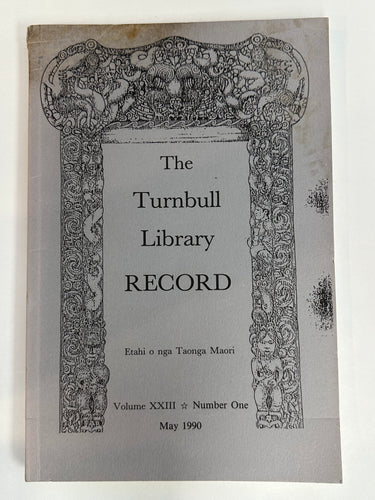 The
Turnbull
Library
RECORD
Etahi o nga Taonga Maori
Volume XXIII ☆ Number One
May 1990